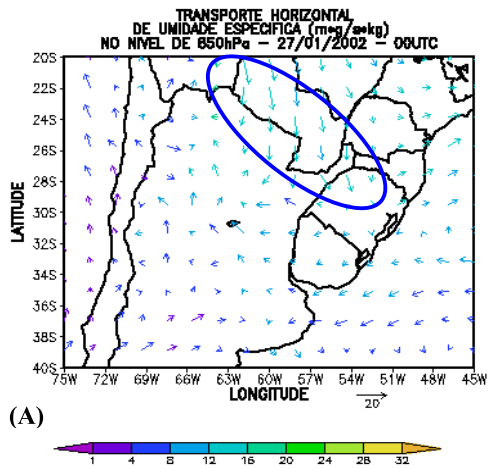 TRANSPORTE HORIZONTAL
DE UMIDADE ESPECIFICA (m*g/s*kg)
NO NIVEL DE 850hPa - 27/01/2002 - 00UTC
20S
22S
24S
26S
28S
30S
32S
34S
36S
38S
40S
LATITUDE
75W 72W 69W 66W 63W 60W 57W 54W 51W 48W 45W
LONGITUDE
20
(A)
1 4 8 12 16 20 24 28 32